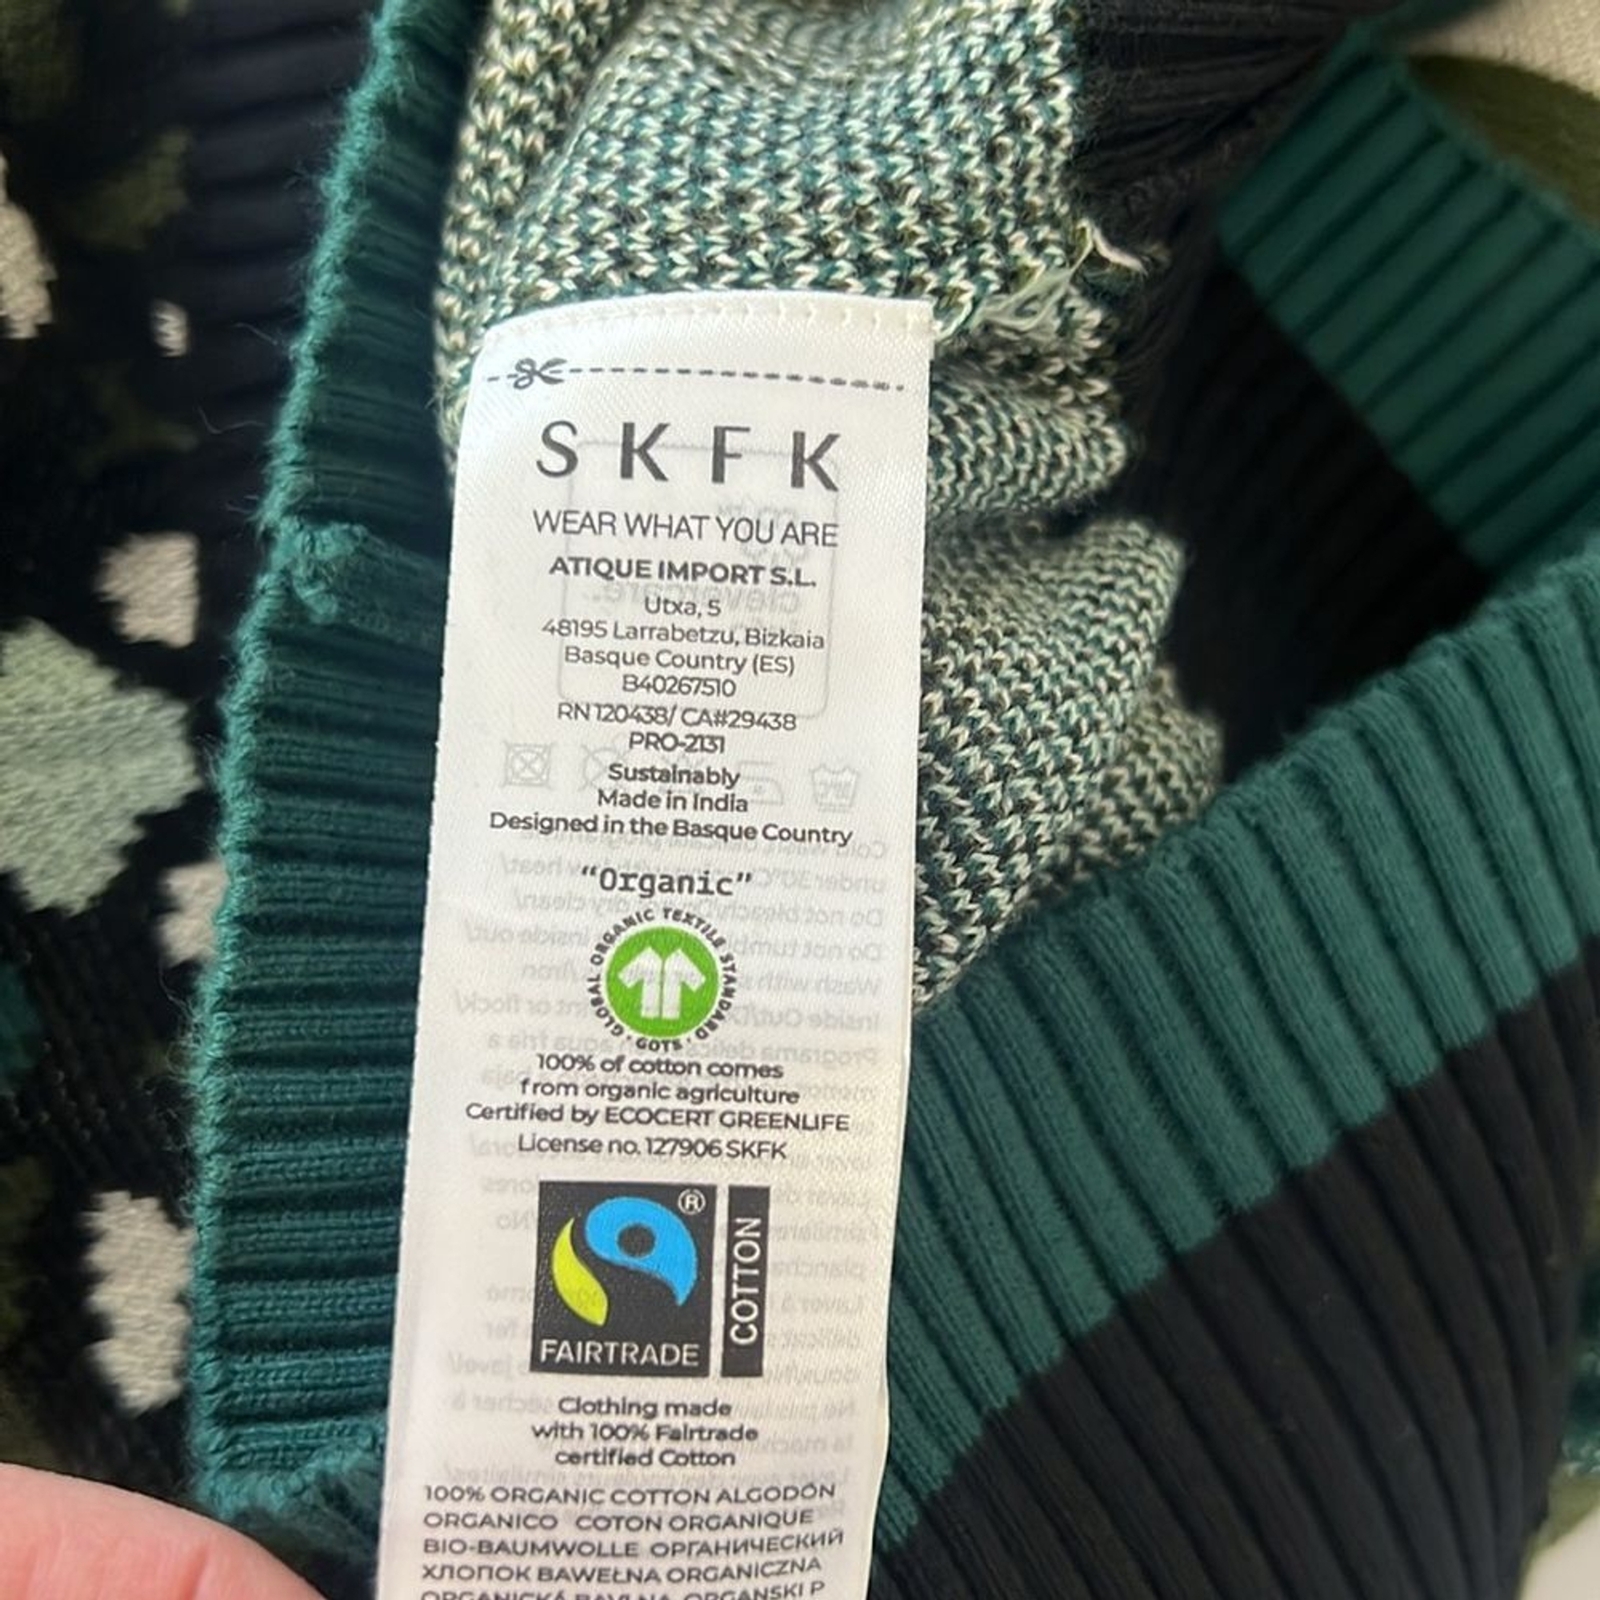 S K F K
WEAR WHAT YOU ARE
ATIQUE IMPORT S.L.
Utxa, 5
48195 Larrabetzu, Bizkaia
Basque Country (ES)
B40267510
RN 120438/ CA#29438
PRO-2131
Sustainably
Made in India
Designed in the Basque Country
"Organic"
GLOBAL ORGANIC TEXTILE STANDARD · GOTS ·
100% of cotton comes
from organic agriculture
Certified by ECOCERT GREENLIFE
License no. 127906 SKFK
®
FAIRTRADE
COTTON
Clothing made
with 100% Fairtrade
certified Cotton
100% ORGANIC COTTON ALGODÓN
ORGANICO COTON ORGANIQUE
BIO-BAUMWOLLE ОРГАНИЧЕСКИЙ
ХЛОПОК BAWEŁNA ORGANICZNA
ORGANICKÁ BAVLNA ORGANSKI P